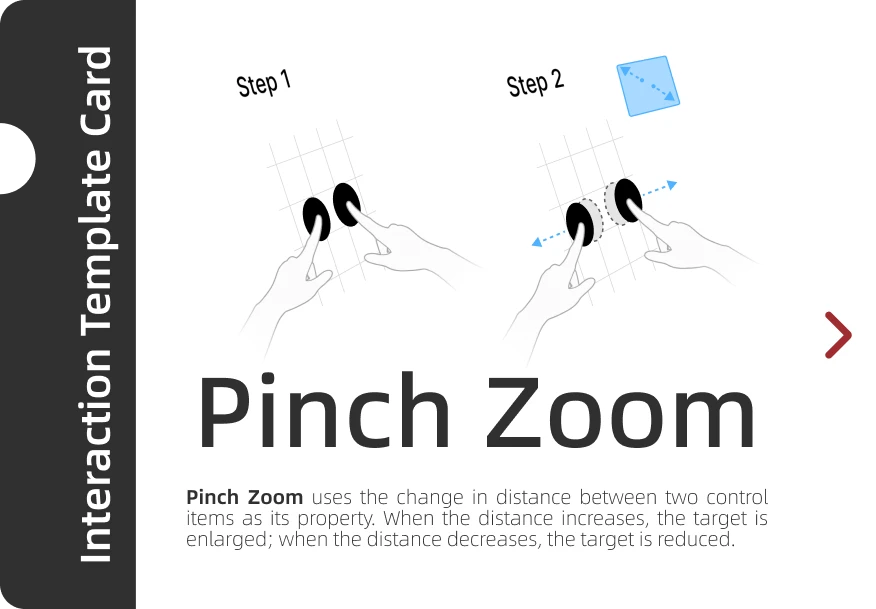 Interaction Template Card
Step 1
Step 2
Pinch Zoom
Pinch Zoom uses the change in distance between two control
items as its property. When the distance increases, the target is
enlarged; when the distance decreases, the target is reduced.